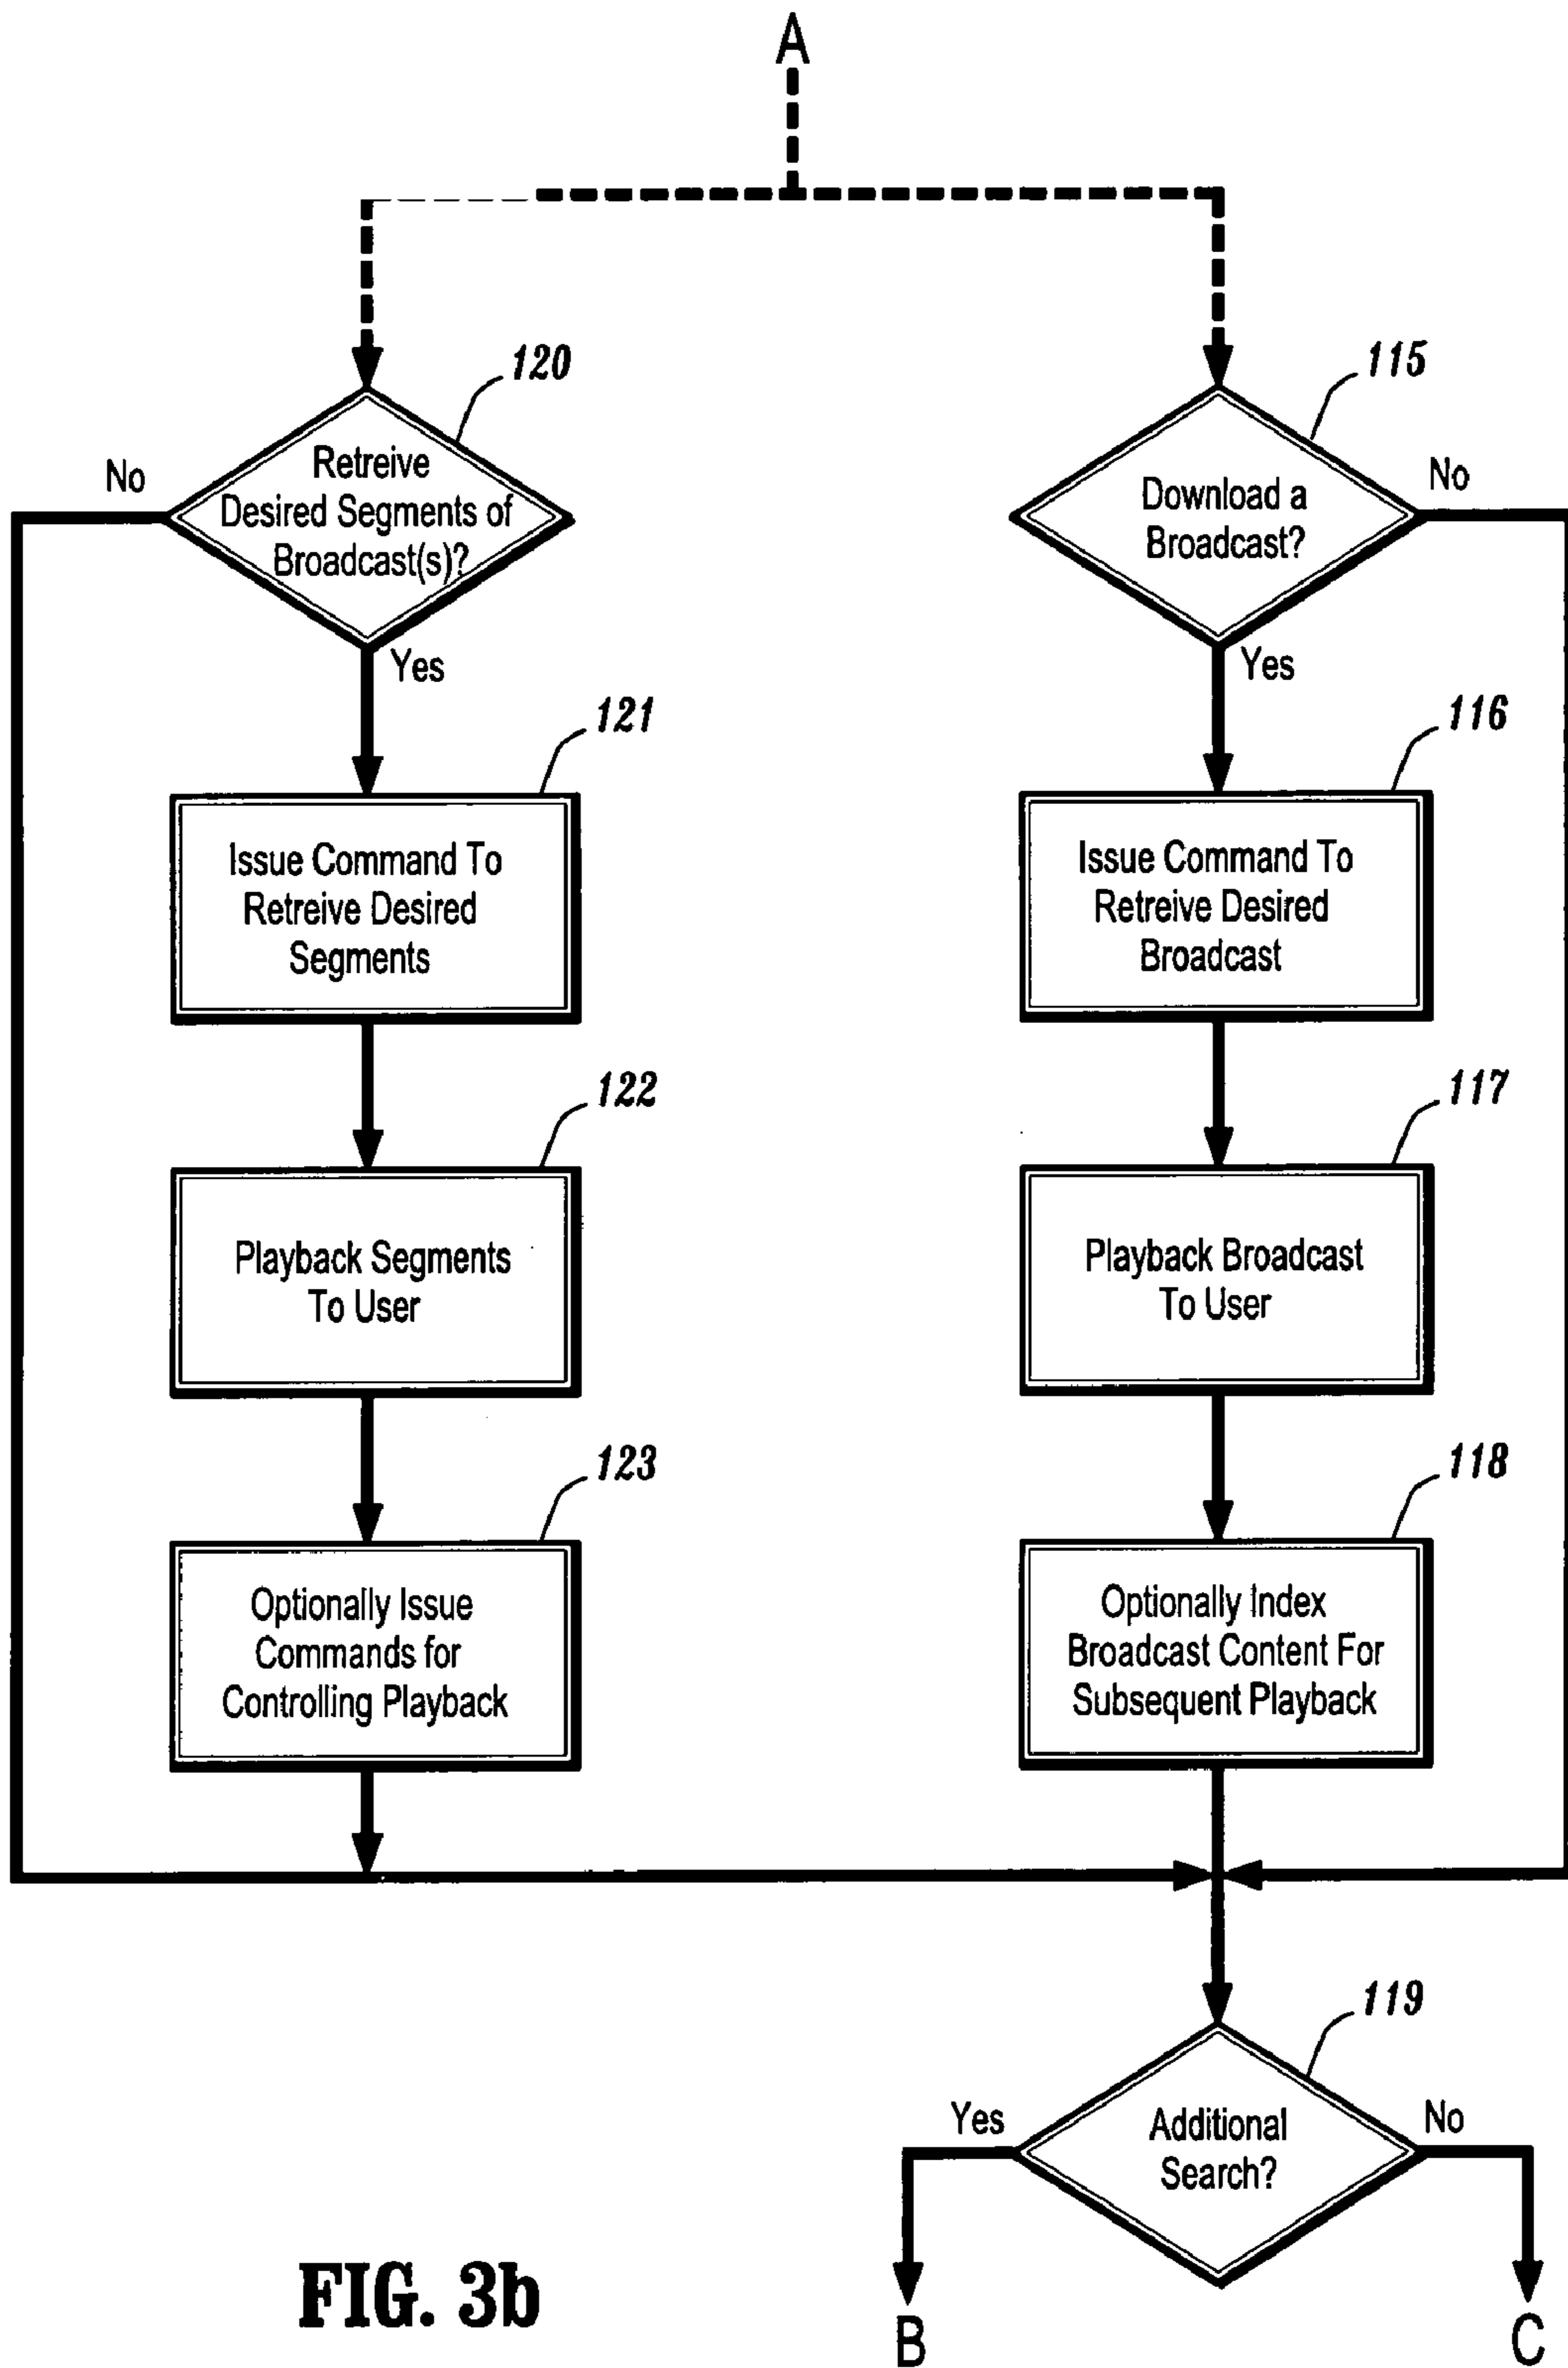 A
120
No
Retreive
Desired Segments of
Broadcast(s)?
Yes
121
Issue Command To
Retreive Desired
Segments
122
Playback Segments
To User
123
Optionally Issue
Commands for
Controlling Playback
115
No
Download a
Broadcast?
Yes
116
Issue Command To
Retreive Desired
Broadcast
117
Playback Broadcast
To User
118
Optionally Index
Broadcast Content For
Subsequent Playback
119
Yes
Additional
Search?
No
B
C
FIG. 3b